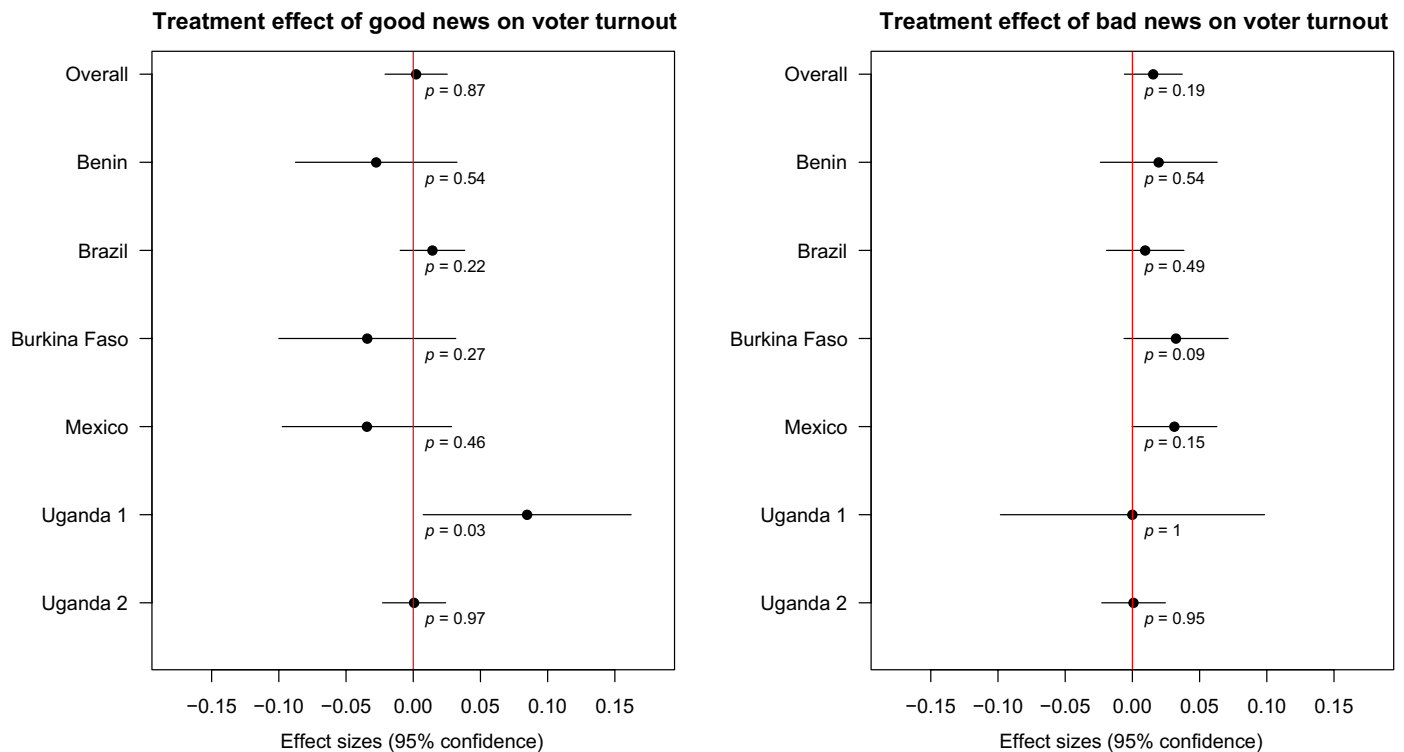 Treatment effect of good news on voter turnout
Overall
p = 0.87
Benin
p = 0.54
Brazil
p = 0.22
Burkina Faso
p = 0.27
Mexico
p = 0.46
Uganda 1
p = 0.03
Uganda 2
p = 0.97
−0.15 −0.10 −0.05 0.00 0.05 0.10 0.15
Effect sizes (95% confidence)
Treatment effect of bad news on voter turnout
Overall
p = 0.19
Benin
p = 0.54
Brazil
p = 0.49
Burkina Faso
p = 0.09
Mexico
p = 0.15
Uganda 1
p = 1
Uganda 2
p = 0.95
−0.15 −0.10 −0.05 0.00 0.05 0.10 0.15
Effect sizes (95% confidence)